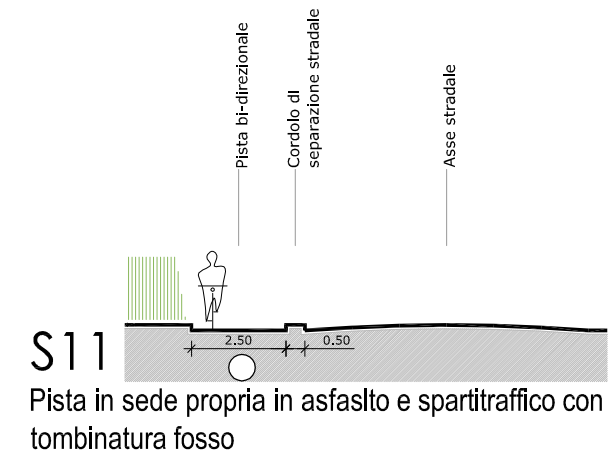 Pista bi-direzionale
Cordolo di
separazione stradale
Asse stradale
2.50
0.50
S11
Pista in sede propria in asfaslto e spartitraffico con
tombinatura fosso